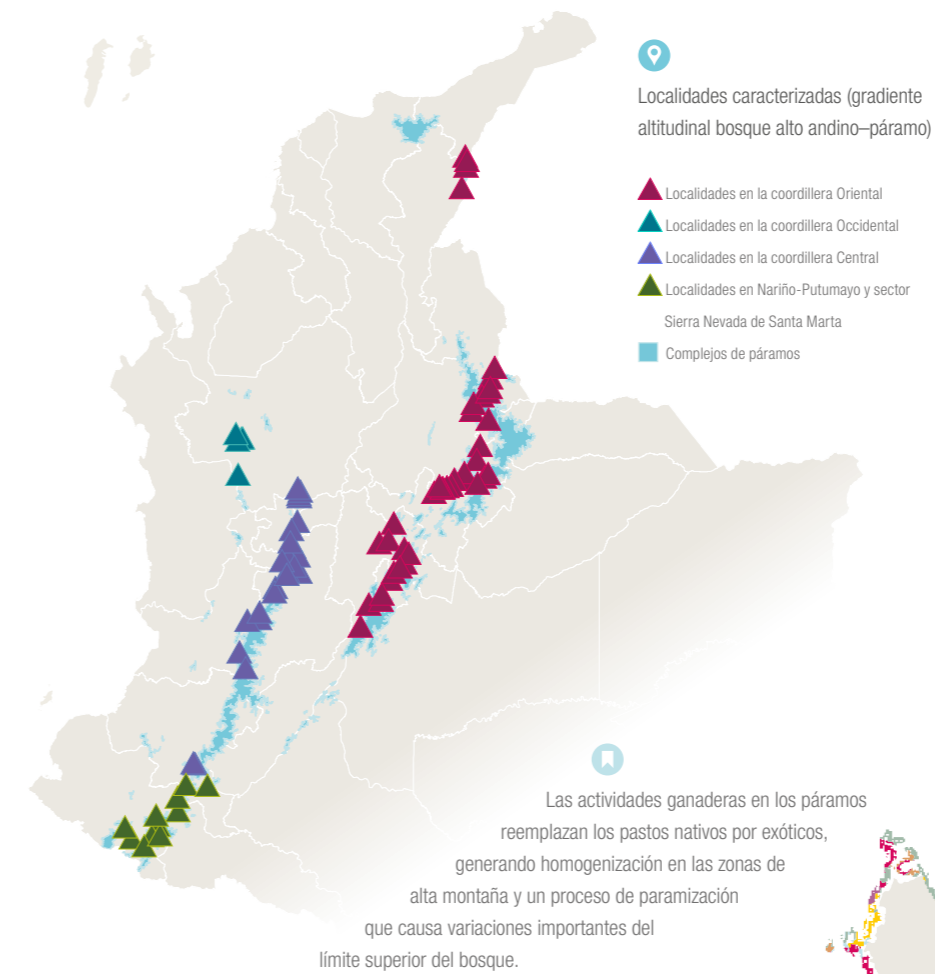 Localidades caracterizadas (gradiente
altitudinal bosque alto andino–páramo)
Localidades en la coordillera Oriental
Localidades en la coordillera Occidental
Localidades en la coordillera Central
Localidades en Nariño-Putumayo y sector
Sierra Nevada de Santa Marta
Complejos de páramos
Las actividades ganaderas en los páramos
reemplazan los pastos nativos por exóticos,
generando homogenización en las zonas de
alta montaña y un proceso de paramización
que causa variaciones importantes del
límite superior del bosque.